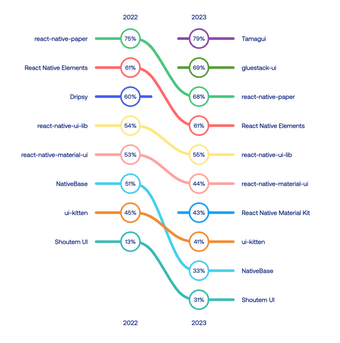 2022 2023
react-native-paper 75% 79% Tamagui
React Native Elements 61% 69% gluestack-ui
Dripsy 60% 68% react-native-paper
react-native-ui-lib 54% 61% React Native Elements
55% react-native-ui-lib
react-native-material-ui 53% 44% react-native-material-ui
NativeBase 51%
ui-kitten 45% 43% React Native Material Kit
Shoutem UI 13% 41% ui-kitten
33% NativeBase
31% Shoutem UI
2022 2023